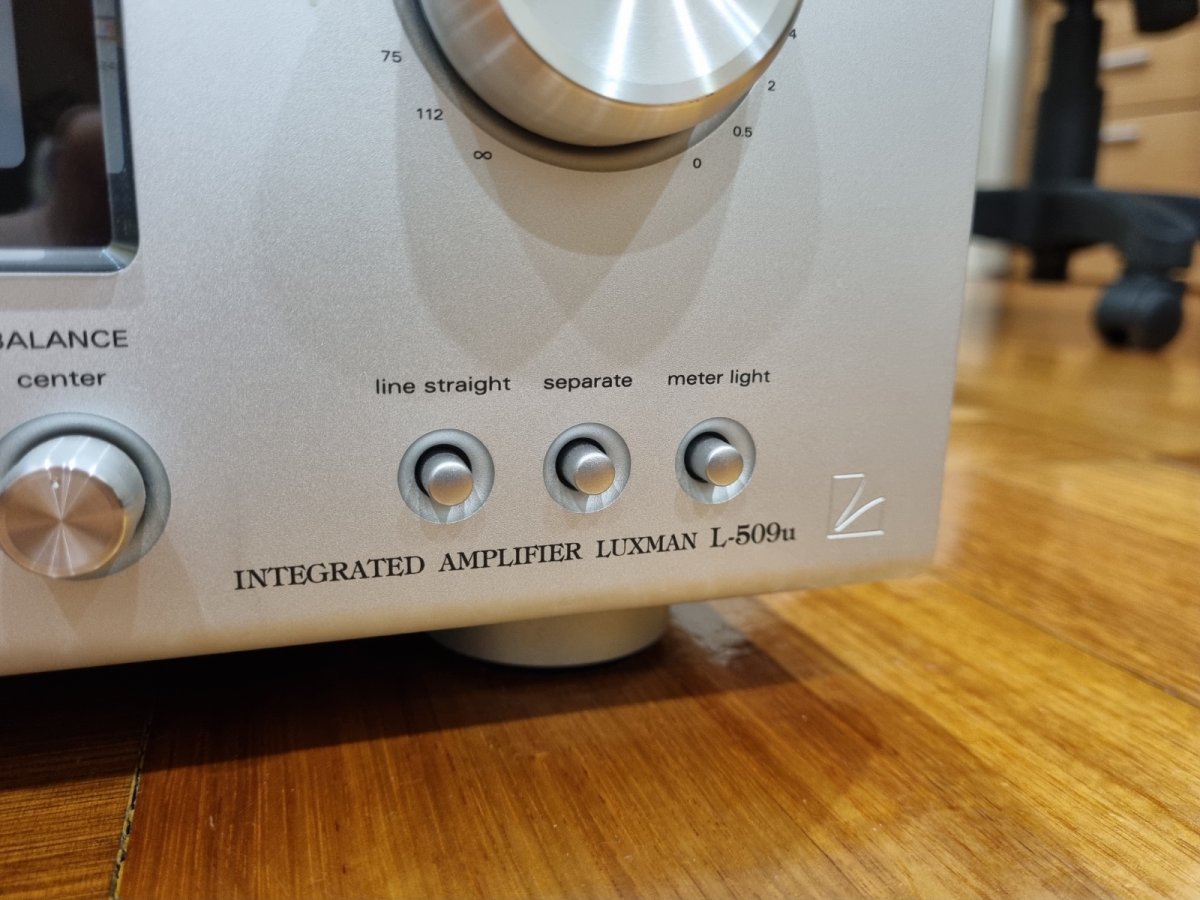 75
4
112
2
∞
0.5
0
BALANCE
center
line straight separate meter light
INTEGRATED AMPLIFIER LUXMAN L-509u